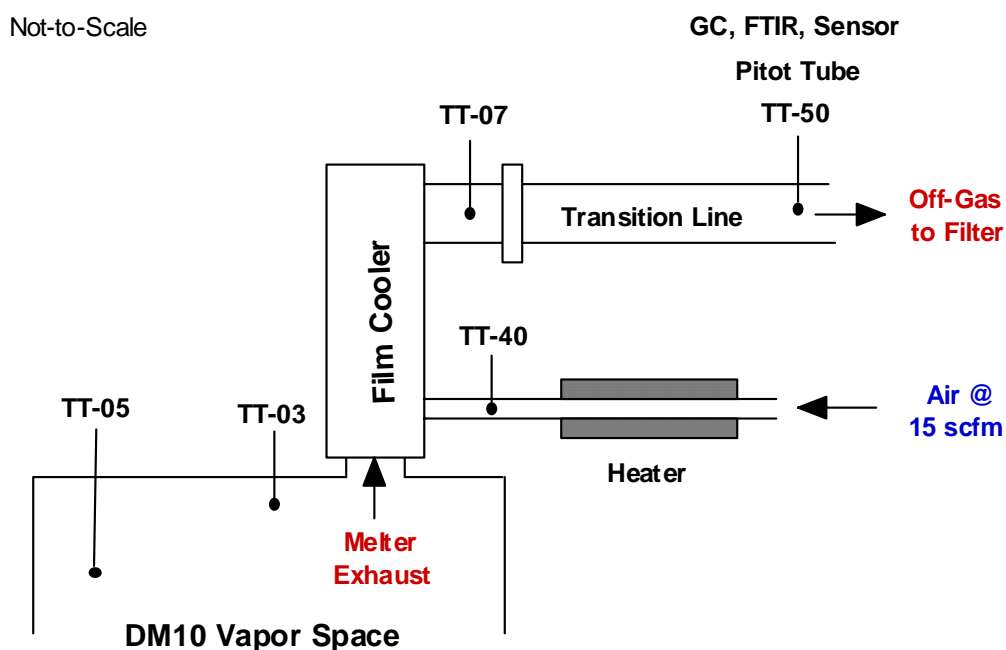 Not-to-Scale
GC, FTIR, Sensor
Pitot Tube
TT-07
TT-50
Transition Line
Off-Gas
to Filter
Film Cooler
TT-40
TT-05
TT-03
Air @
15 scfm
Heater
Melter
Exhaust
DM10 Vapor Space